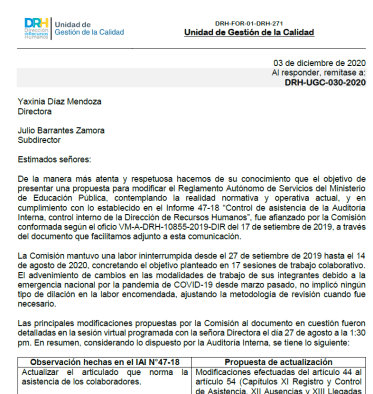 DRH
Dirección
Recursos
Humanos
Unidad de
Gestión de la Calidad
DRH-FOR-01-DRH-271
Unidad de Gestión de la Calidad
03 de diciembre de 2020
Al responder, remítase a:
DRH-UGC-030-2020
Yaxinia Díaz Mendoza
Directora
Julio Barrantes Zamora
Subdirector
Estimados señores:
De la manera más atenta y respetuosa hacemos de su conocimiento que el objetivo de
presentar una propuesta para modificar el Reglamento Autónomo de Servicios del Ministerio
de Educación Pública, contemplando la realidad normativa y operativa actual, y en
cumplimiento con lo establecido en el Informe 47-18 "Control de asistencia de la Auditoria
Interna, control interno de la Dirección de Recursos Humanos", fue afianzado por la Comisión
conformada según el oficio VM-A-DRH-10855-2019-DIR del 17 de setiembre de 2019, a través
del documento que facilitamos adjunto a esta comunicación.
La Comisión mantuvo una labor ininterrumpida desde el 27 de setiembre de 2019 hasta el 14
de agosto de 2020, concretando el objetivo planteado en 17 sesiones de trabajo colaborativo.
El advenimiento de cambios en las modalidades de trabajo de sus integrantes debido a la
emergencia nacional por la pandemia de COVID-19 desde marzo pasado, no implicó ningún
tipo de dilación en la labor encomendada, ajustando la metodología de revisión cuando fue
necesario.
Las principales modificaciones propuestas por la Comisión al documento en cuestión fueron
detalladas en la sesión virtual programada con la señora Directora el día 27 de agosto a la 1:30
pm. En resumen, considerando lo dispuesto por la Auditoría Interna, se tiene lo siguiente:
Observación hechas en el IAI N°47-18
Propuesta de actualización
Actualizar el articulado que norma la
asistencia de los colaboradores.
Modificaciones efectuadas del artículo 44 al
artículo 54 (Capítulos XI Registro y Control
de Asistencia, XII Ausencias y XIII Llegadas